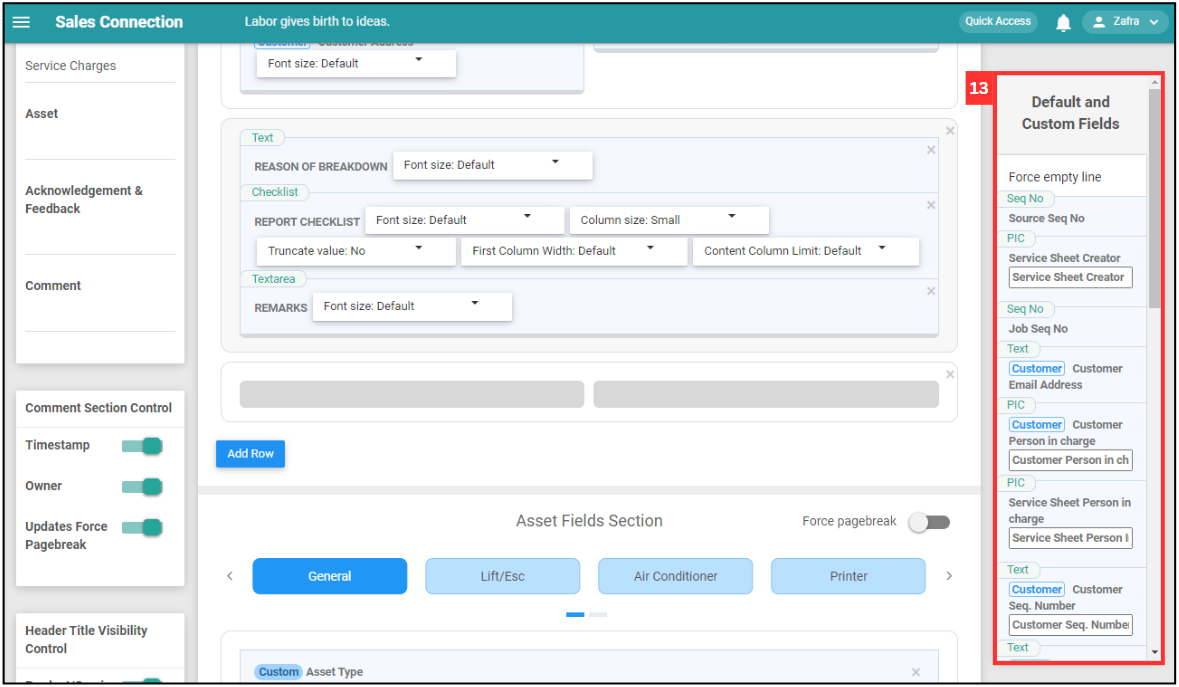 Sales Connection
Labor gives birth to ideas.
Quick Access
Zafra
Service Charges
Asset
Acknowledgement &
Feedback
Comment
Comment Section Control
Timestamp
Owner
Updates Force
Pagebreak
Header Title Visibility
Control
Customer Customer Address
Font size: Default
Text
REASON OF BREAKDOWN Font size: Default
Checklist
REPORT CHECKLIST Font size: Default Column size: Small
Truncate value: No First Column Width: Default Content Column Limit: Default
Textarea
REMARKS Font size: Default
Add Row
Asset Fields Section
Force pagebreak
General
Lift/Esc
Air Conditioner
Printer
Custom Asset Type
13
Default and
Custom Fields
Force empty line
Seq No
Source Seq No
PIC
Service Sheet Creator
Service Sheet Creator
Seq No
Job Seq No
Text
Customer Customer
Email Address
PIC
Customer Customer
Person in charge
Customer Person in ch
PIC
Service Sheet Person in
charge
Service Sheet Person I
Text
Customer Customer
Seq. Number
Customer Seq. Number
Text